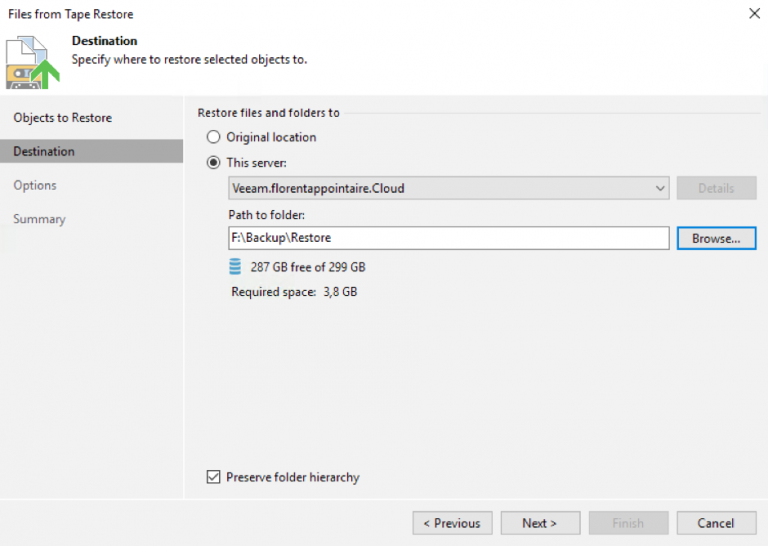 Files from Tape Restore
Destination
Specify where to restore selected objects to.
Objects to Restore
Destination
Options
Summary
Restore files and folders to
Original location
This server:
Veeam.florentappointaire.Cloud
Details
Path to folder:
F:\Backup\Restore
Browse...
287 GB free of 299 GB
Required space: 3,8 GB
Preserve folder hierarchy
< Previous
Next >
Finish
Cancel